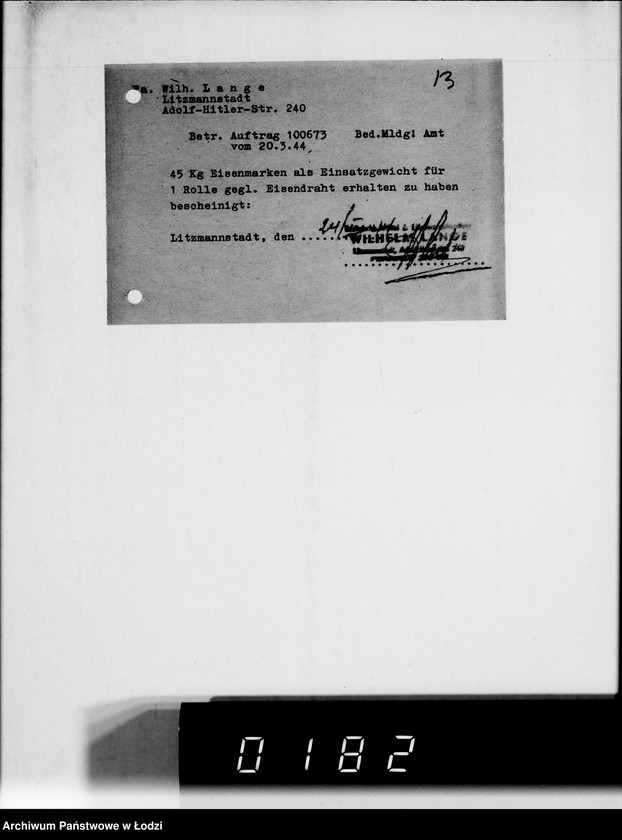 13
Fa. Wilh. L a n g e
Litzmannstadt
Adolf-Hitler-Str. 240
Betr. Auftrag 100673 Bed.Mldg! Amt
vom 20.3.44
45 Kg Eisenmarken als Einsatzgewicht für
1 Rolle gegl. Eisendraht erhalten zu haben
bescheinigt:
Litzmannstadt, den ...... 24/
WILHELM LANGE
0182
Archiwum Państwowe w Łodzi